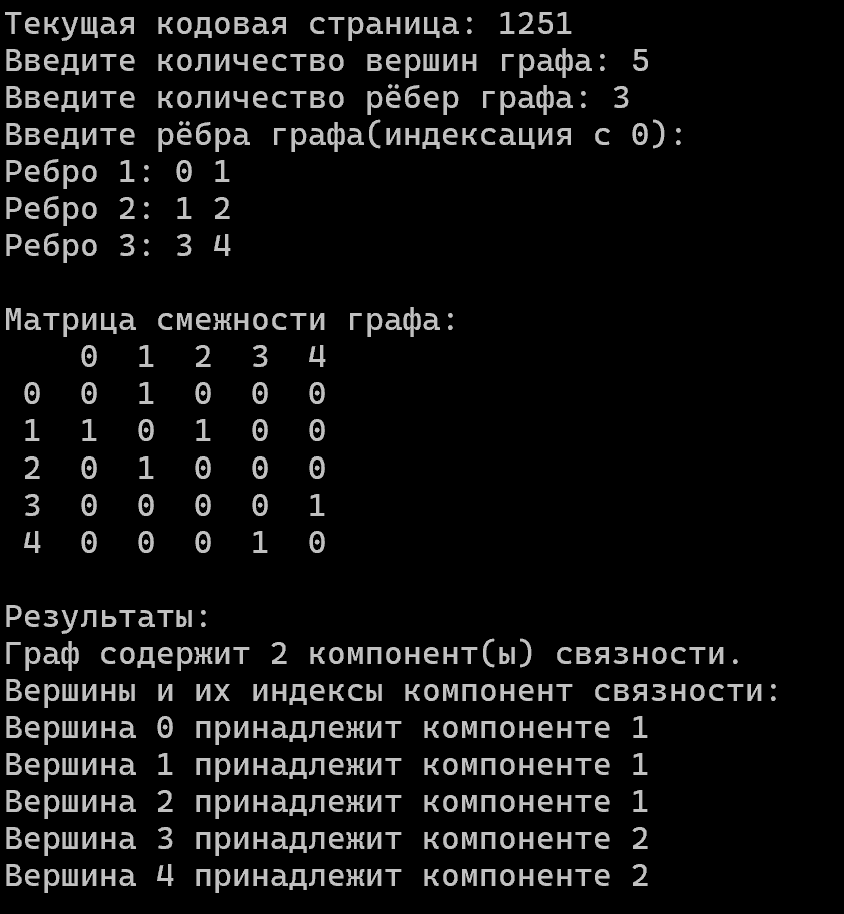 Текущая кодовая страница: 1251
Введите количество вершин графа: 5
Введите количество рёбер графа: 3
Введите рёбра графа(индексация с 0):
Ребро 1: 0 1
Ребро 2: 1 2
Ребро 3: 3 4
Матрица смежности графа:
0 1 2 3 4
0 0 1 0 0 0
1 1 0 1 0 0
2 0 1 0 0 0
3 0 0 0 0 1
4 0 0 0 1 0
Результаты:
Граф содержит 2 компонент(ы) связности.
Вершины и их индексы компонент связности:
Вершина 0 принадлежит компоненте 1
Вершина 1 принадлежит компоненте 1
Вершина 2 принадлежит компоненте 1
Вершина 3 принадлежит компоненте 2
Вершина 4 принадлежит компоненте 2